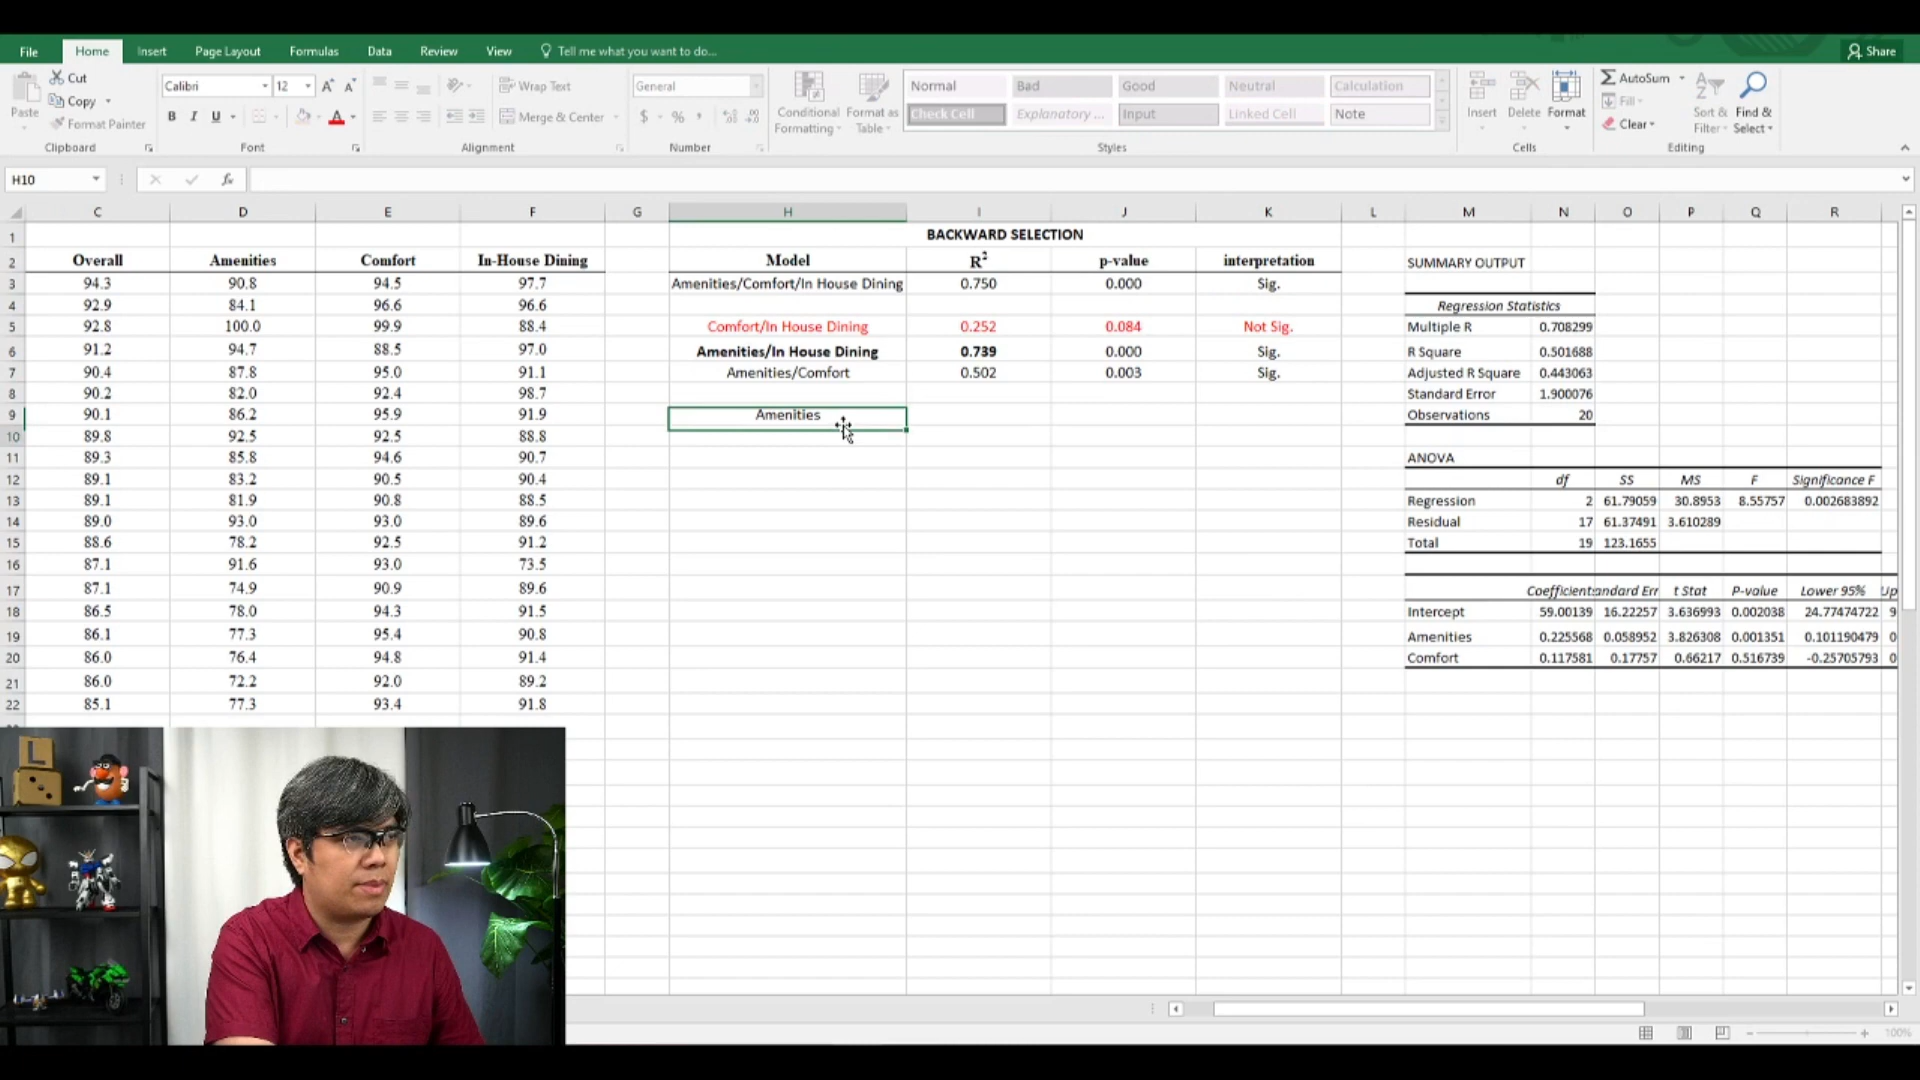 File Home Insert Page Layout Formulas Data Review View Tell me what you want to do... Share
Paste Cut Copy Format Painter
Calibri 12 A A B I U A
Wrap Text Merge & Center
General $ % ,
Conditional Formatting Format as Table
Normal Bad Good Neutral Calculation
Check Cell Explanatory ... Input Linked Cell Note
Insert Delete Format
AutoSum Fill Clear Sort & Filter Find & Select
Clipboard Font Alignment Number Styles Cells Editing
H10 fx
C D E F G H I J K L M N O P Q R
1 BACKWARD SELECTION
2 Overall Amenities Comfort In-House Dining Model R² p-value interpretation SUMMARY OUTPUT
3 94.3 90.8 94.5 97.7 Amenities/Comfort/In House Dining 0.750 0.000 Sig.
4 92.9 84.1 96.6 96.6 Regression Statistics
5 92.8 100.0 99.9 88.4 Comfort/In House Dining 0.252 0.084 Not Sig. Multiple R 0.708299
6 91.2 94.7 88.5 97.0 Amenities/In House Dining 0.739 0.000 Sig. R Square 0.501688
7 90.4 87.8 95.0 91.1 Amenities/Comfort 0.502 0.003 Sig. Adjusted R Square 0.443063
8 90.2 82.0 92.4 98.7 Standard Error 1.900076
9 90.1 86.2 95.9 91.9 Amenities Observations 20
10 89.8 92.5 92.5 88.8
11 89.3 85.8 94.6 90.7 ANOVA
12 89.1 83.2 90.5 90.4 df SS MS F Significance F
13 89.1 81.9 90.8 88.5 Regression 2 61.79059 30.8953 8.55757 0.002683892
14 89.0 93.0 93.0 89.6 Residual 17 61.37491 3.610289
15 88.6 78.2 92.5 91.2 Total 19 123.1655
16 87.1 91.6 93.0 73.5
17 87.1 74.9 90.9 89.6 Coefficient andard Err t Stat P-value Lower 95% Up
18 86.5 78.0 94.3 91.5 Intercept 59.00139 16.22257 3.636993 0.002038 24.77474722 9
19 86.1 77.3 95.4 90.8 Amenities 0.225568 0.058952 3.826308 0.001351 0.101190479 0
20 86.0 76.4 94.8 91.4 Comfort 0.117581 0.17757 0.66217 0.516739 -0.25705793 0
21 86.0 72.2 92.0 89.2
22 85.1 77.3 93.4 91.8
L
100%